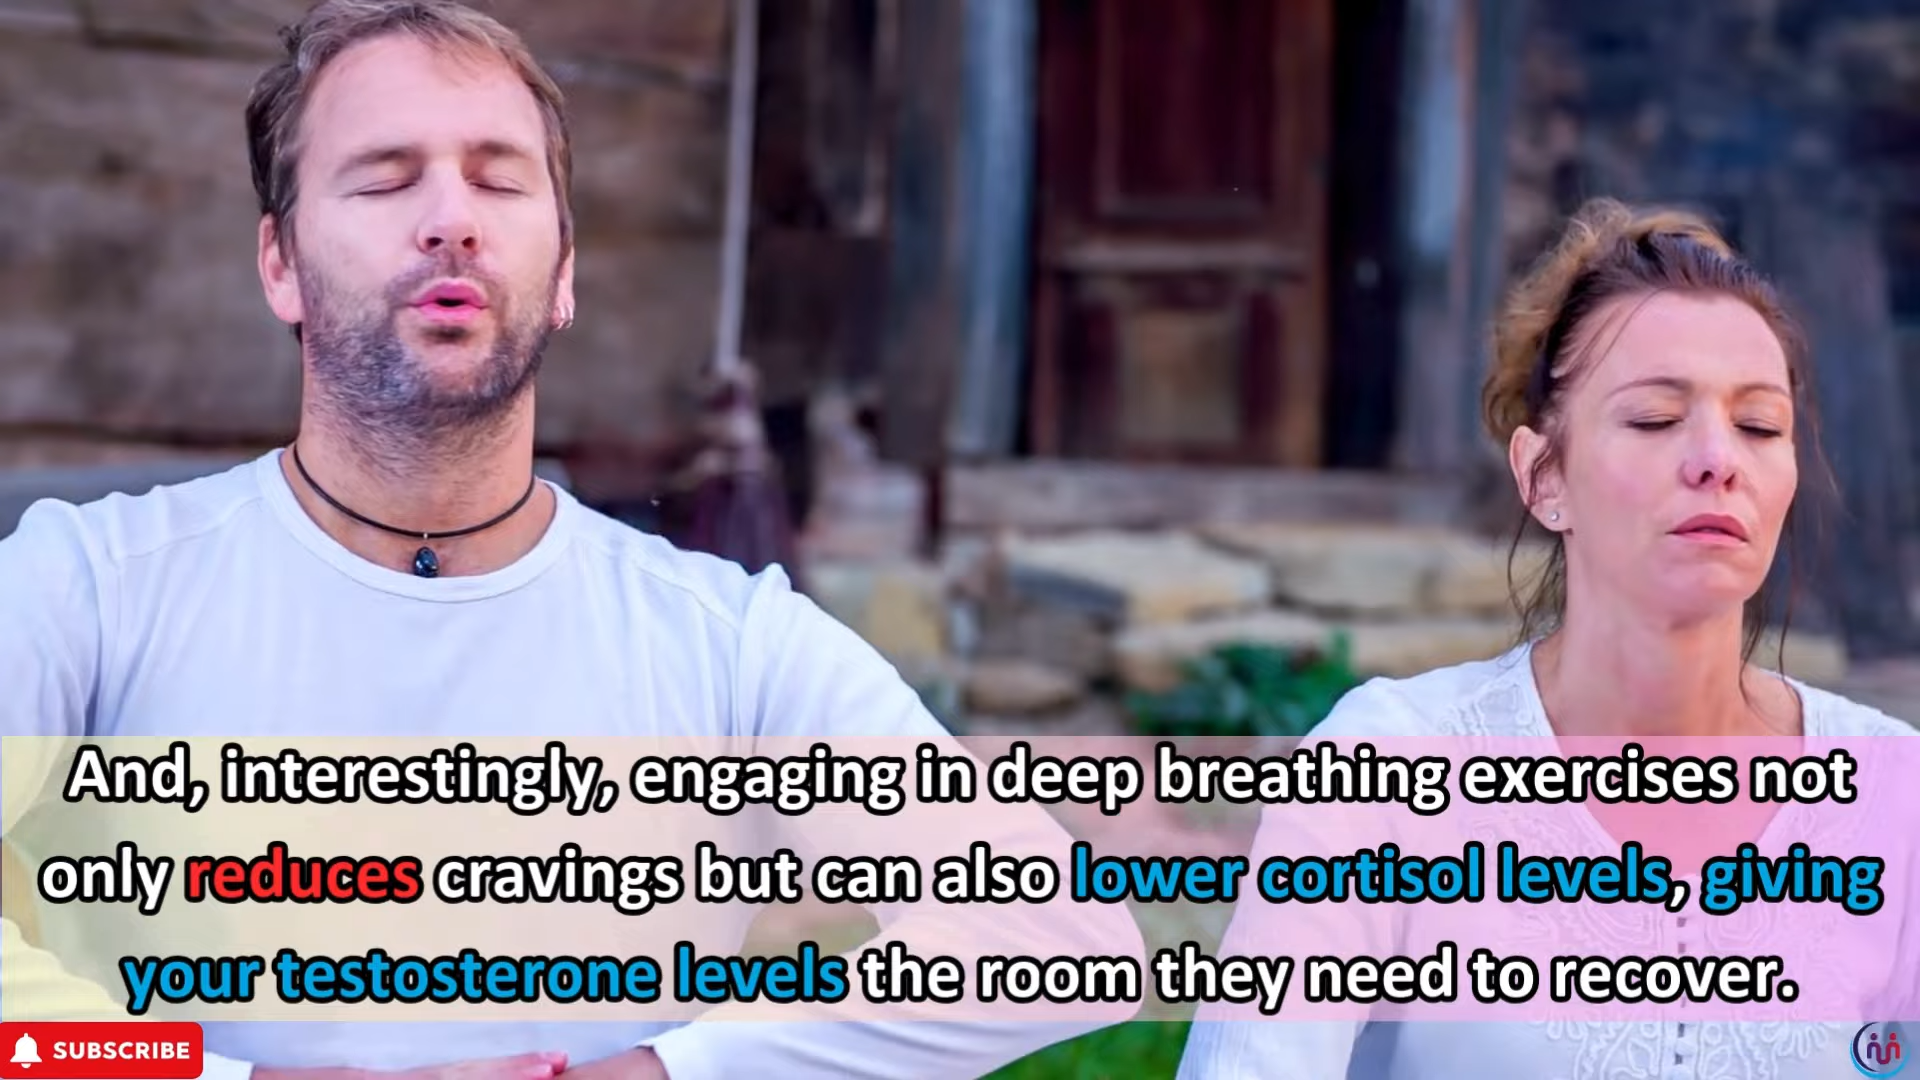 And, interestingly, engaging in deep breathing exercises not
only reduces cravings but can also lower cortisol levels, giving
your testosterone levels the room they need to recover.
SUBSCRIBE